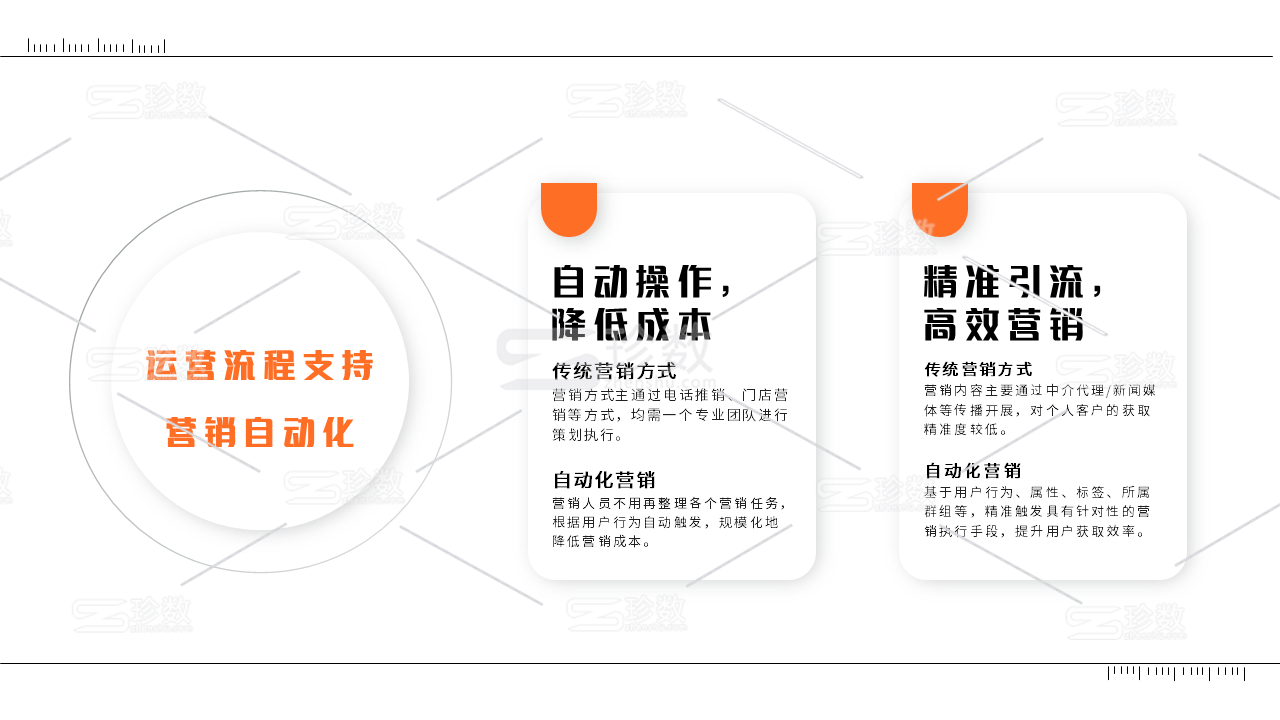 运营流程支持
营销自动化
自动操作，
降低成本
传统营销方式
营销方式主通过电话推销、门店营
销等方式，均需一个专业团队进行
策划执行。
自动化营销
营销人员不用再整理各个营销任务，
根据用户行为自动触发，规模化地
降低营销成本。
精准引流，
高效营销
传统营销方式
营销内容主要通过中介代理/新闻媒
体等传播开展，对个人客户的获取
精准度较低。
自动化营销
基于用户行为、属性、标签、所属
群组等，精准触发具有针对性的营
销执行手段，提升用户获取效率。
珍数